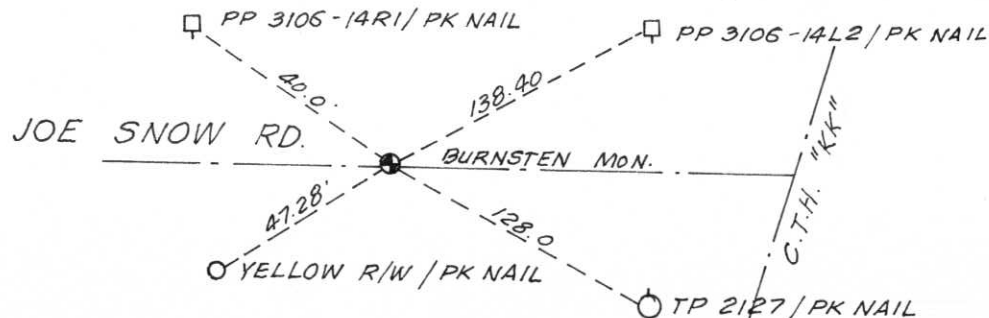 PP 3106-14R1/PK NAIL
PP 3106-14L2/PK NAIL
40.0'
138.40
JOE SNOW RD.
BURNSTEN MON.
C.T.H. "KK"
47.28'
128.0
YELLOW R/W/PK NAIL
TP 2127/PK NAIL